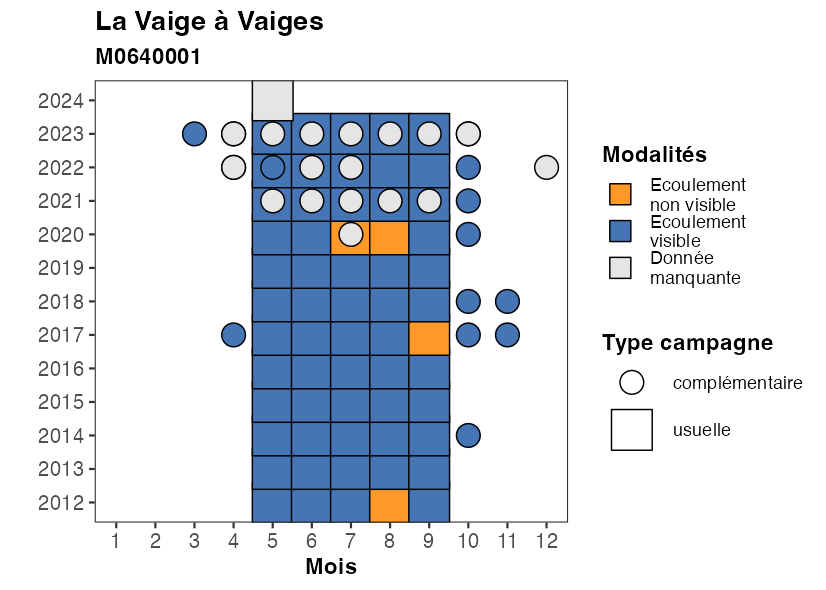 La Vaige à Vaiges
M0640001
2024
2023
2022
2021
2020
2019
2018
2017
2016
2015
2014
2013
2012
1 2 3 4 5 6 7 8 9 10 11 12
Mois
Modalités
Ecoulement
non visible
Ecoulement
visible
Donnée
manquante
Type campagne
complémentaire
usuelle